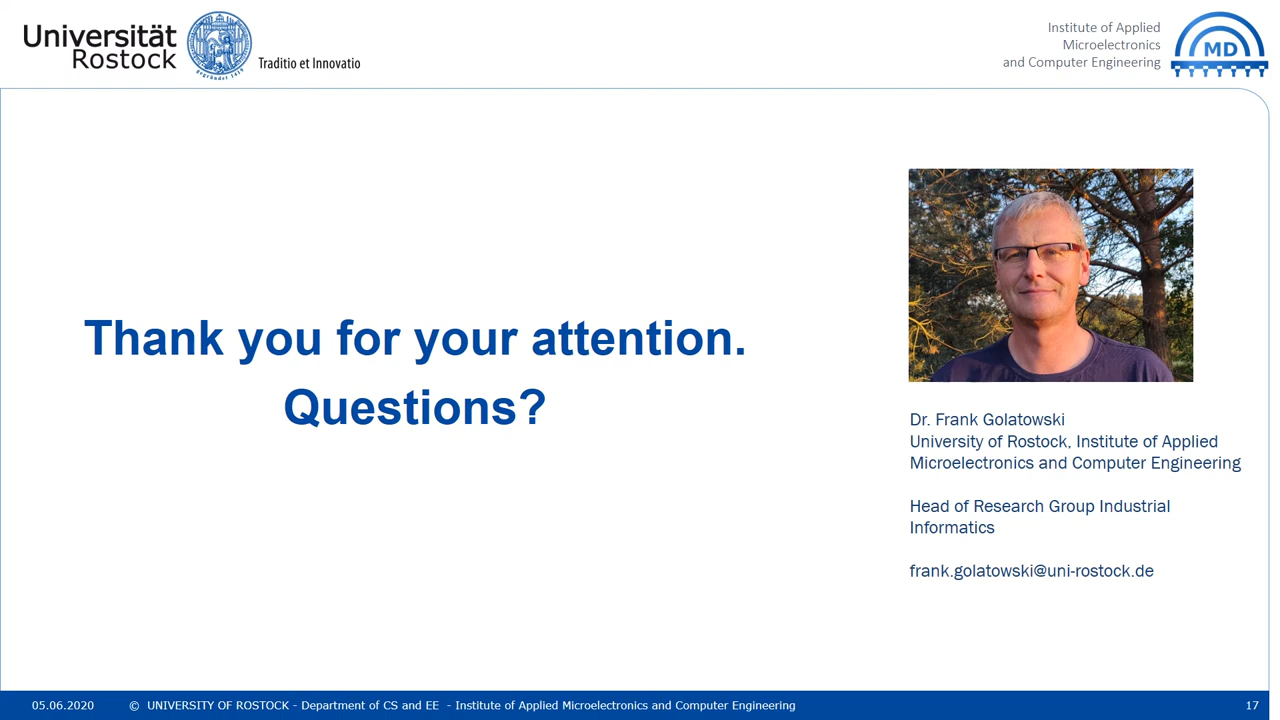 Universität
Rostock
Traditio et Innovatio
Institute of Applied
Microelectronics
and Computer Engineering
MD
Thank you for your attention.
Questions?
Dr. Frank Golatowski
University of Rostock, Institute of Applied
Microelectronics and Computer Engineering
Head of Research Group Industrial
Informatics
frank.golatowski@uni-rostock.de
05.06.2020 © UNIVERSITY OF ROSTOCK - Department of CS and EE - Institute of Applied Microelectronics and Computer Engineering 17